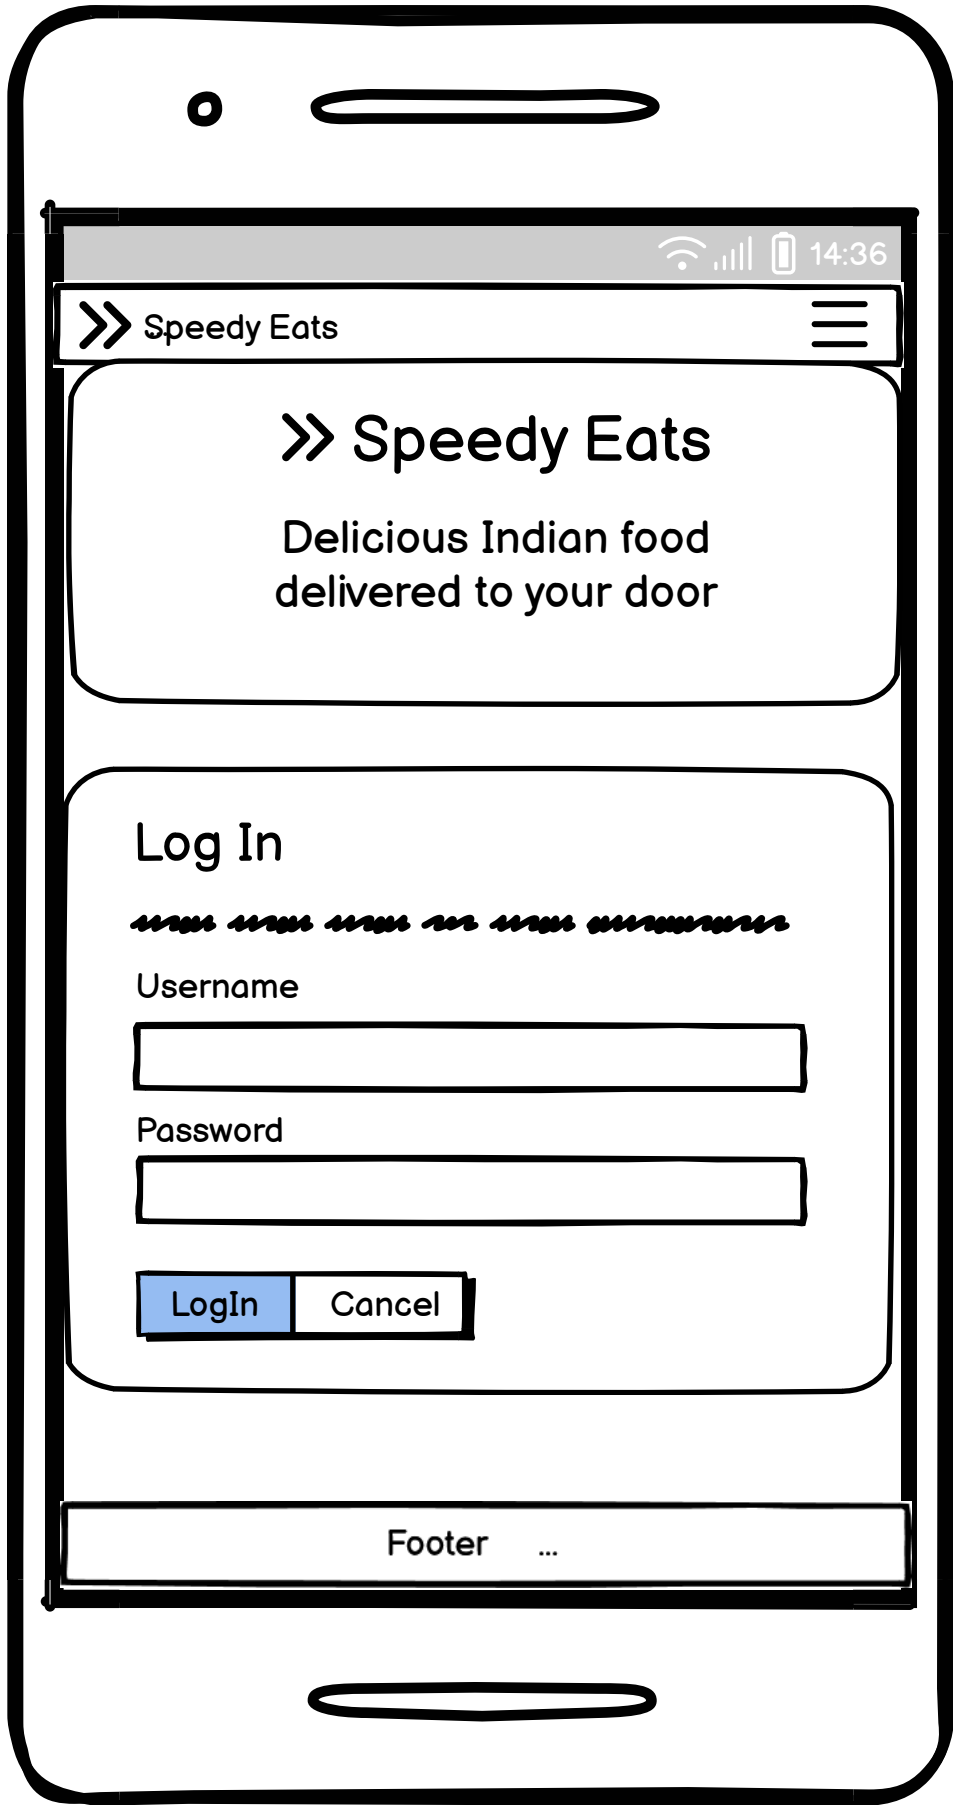 14:36
Speedy Eats
Speedy Eats
Delicious Indian food
delivered to your door
Log In
Username
Password
LogIn Cancel
Footer ...